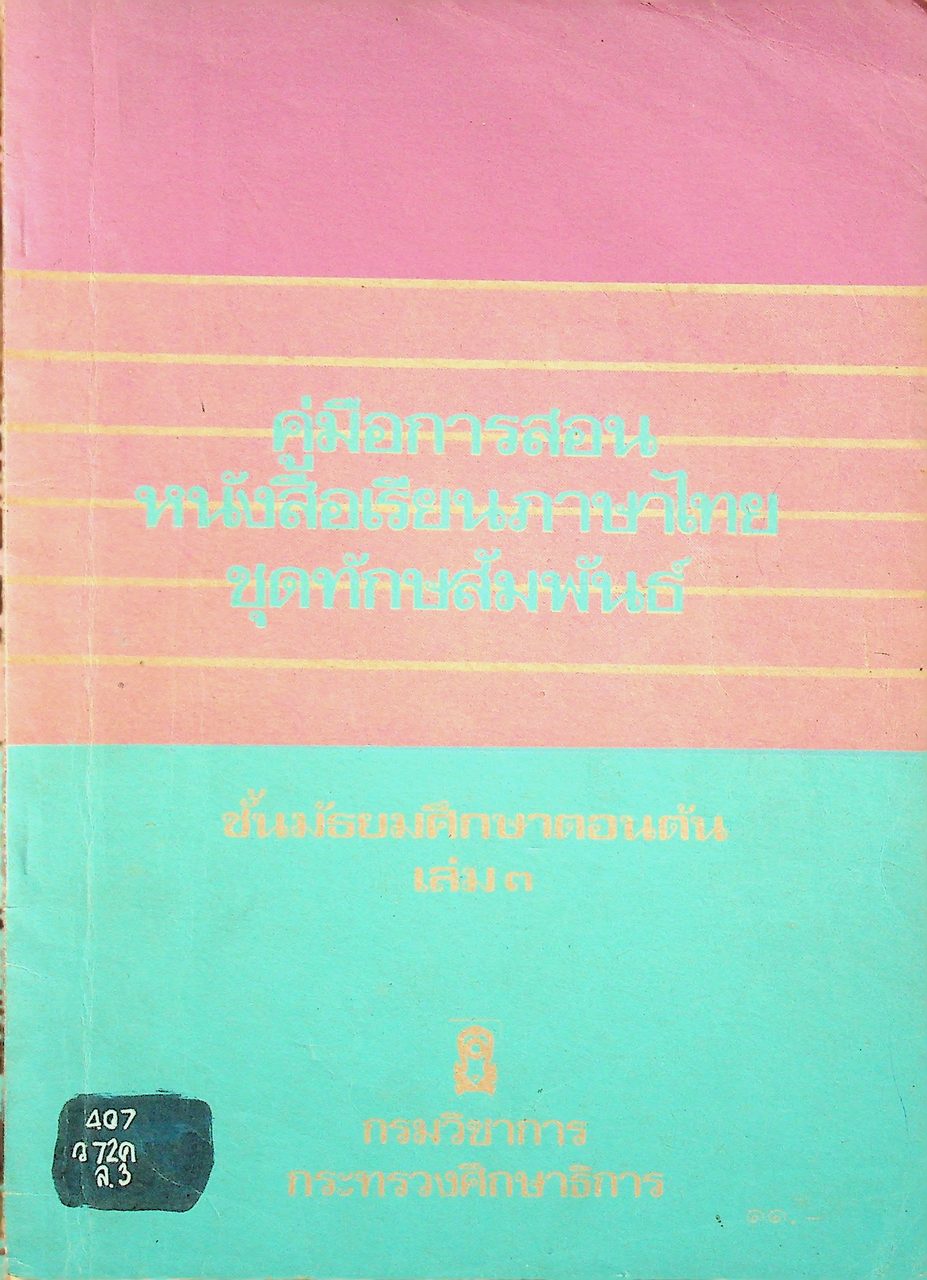 คู่มือการสอน
หนังสือเรียนภาษาไทย
ชุดทักษสัมพันธ์
ชั้นมัธยมศึกษาตอนต้น
เล่ม ๓
กรมวิชาการ
กระทรวงศึกษาธิการ
๑๑.-
407
ว 72ค
ล.3